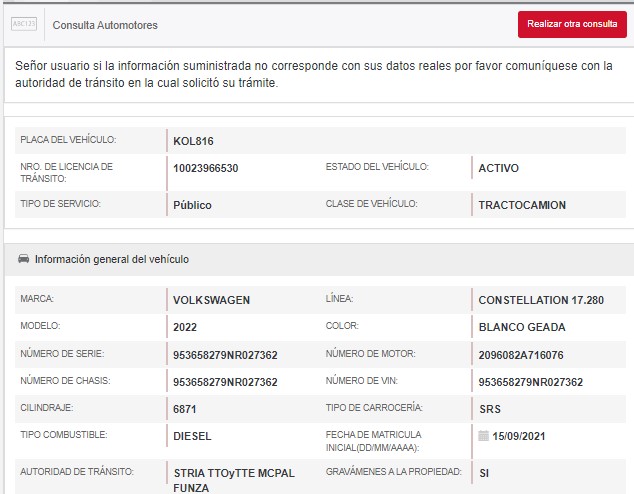 ABC123
Consulta Automotores
Realizar otra consulta
Señor usuario si la información suministrada no corresponde con sus datos reales por favor comuníquese con la
autoridad de tránsito en la cual solicitó su trámite.
PLACA DEL VEHÍCULO: KOL816
NRO. DE LICENCIA DE
TRÁNSITO: 10023966530 ESTADO DEL VEHÍCULO: ACTIVO
TIPO DE SERVICIO: Público CLASE DE VEHÍCULO: TRACTOCAMION
Información general del vehículo
MARCA: VOLKSWAGEN LÍNEA: CONSTELLATION 17.280
MODELO: 2022 COLOR: BLANCO GEADA
NÚMERO DE SERIE: 953658279NR027362 NÚMERO DE MOTOR: 2096082A716076
NÚMERO DE CHASIS: 953658279NR027362 NÚMERO DE VIN: 953658279NR027362
CILINDRAJE: 6871 TIPO DE CARROCERÍA: SRS
TIPO COMBUSTIBLE: DIESEL FECHA DE MATRICULA
INICIAL(DD/MM/AAAA): 15/09/2021
AUTORIDAD DE TRÁNSITO: STRIA TTOyTTE MCPAL GRAVÁMENES A LA PROPIEDAD: SI
FUNZA